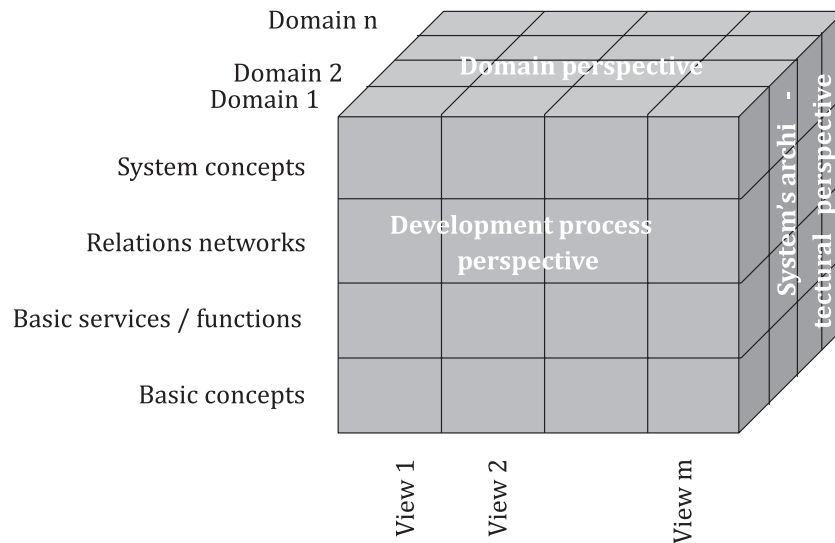 Domain n
Domain 2
Domain 1
Domain perspective
System concepts
Relations networks
Basic services / functions
Basic concepts
Development process
perspective
System's archi -
tectural perspective
View 1
View 2
View m